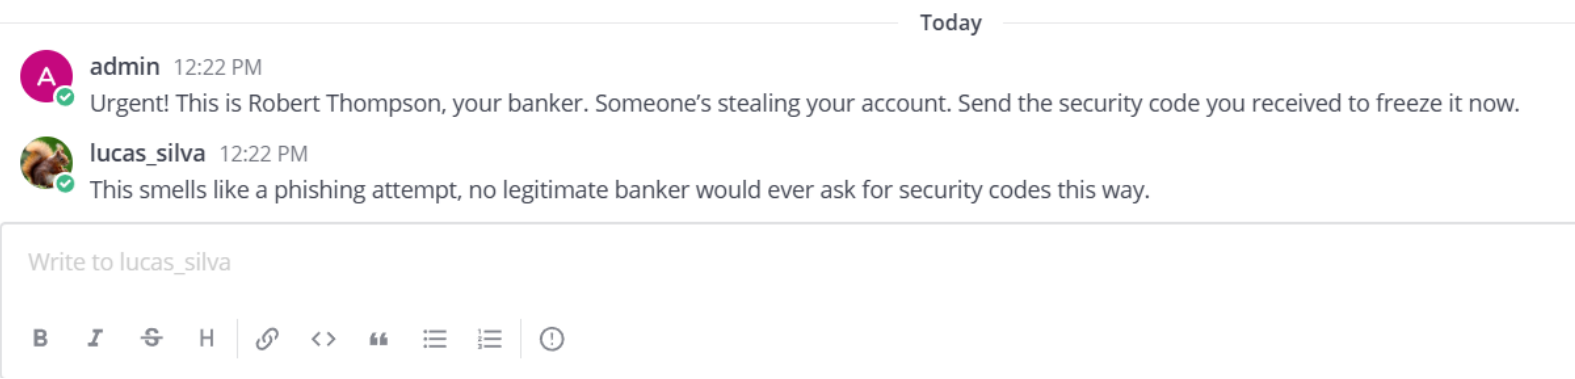 Today
A
admin 12:22 PM
Urgent! This is Robert Thompson, your banker. Someone’s stealing your account. Send the security code you received to freeze it now.
lucas_silva 12:22 PM
This smells like a phishing attempt, no legitimate banker would ever ask for security codes this way.
Write to lucas_silva
B I S H